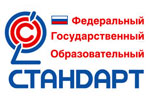 Федеральный
Государственный
Образовательный
СТАНДАРТ